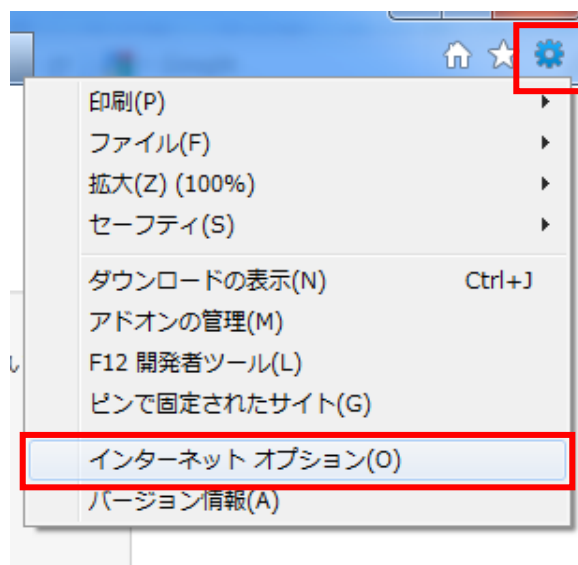 印刷(P)
ファイル(F)
拡大(Z) (100%)
セーフティ(S)
ダウンロードの表示(N) Ctrl+J
アドオンの管理(M)
F12 開発者ツール(L)
ピンで固定されたサイト(G)
インターネット オプション(O)
バージョン情報(A)